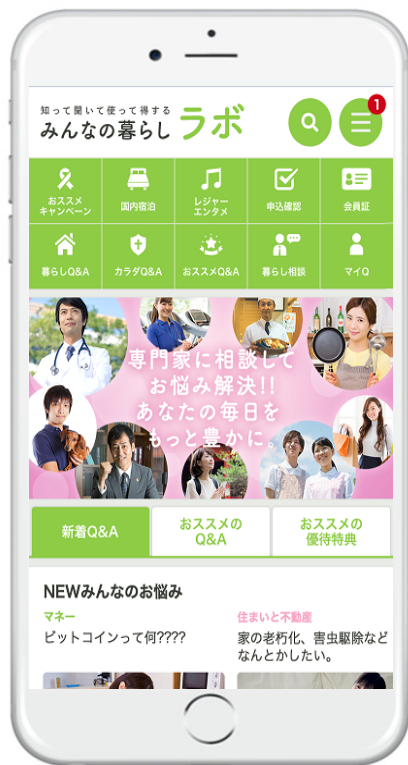 知って聞いて使って得する
みんなの暮らし ラボ
1
おススメ
キャンペーン
国内宿泊
レジャー
エンタメ
申込確認
会員証
暮らしQ&A
カラダQ&A
おススメQ&A
暮らし相談
マイQ
専門家に相談して
お悩み解決!!
あなたの毎日を
もっと豊かに。
新着Q&A
おススメの
Q&A
おススメの
優待特典
NEWみんなのお悩み
マネー
ビットコインって何????
住まいと不動産
家の老朽化、害虫駆除など
なんとかしたい。